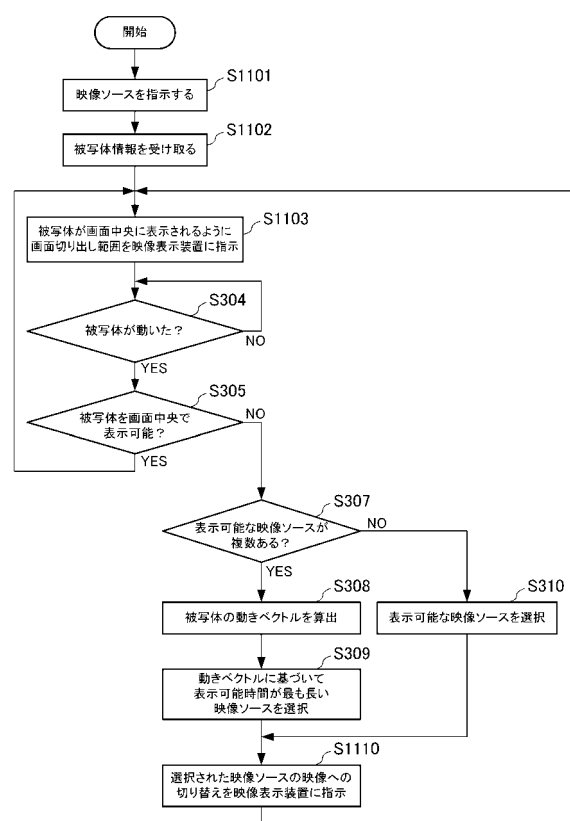 開始
S1101
映像ソースを指示する
S1102
被写体情報を受け取る
S1103
被写体が画面中央に表示されるように
画面切り出し範囲を映像表示装置に指示
S304
被写体が動いた？
NO
YES
S305
被写体を画面中央で
表示可能？
NO
YES
S307
表示可能な映像ソースが
複数ある？
NO
YES
S308
被写体の動きベクトルを算出
S310
表示可能な映像ソースを選択
S309
動きベクトルに基づいて
表示可能時間が最も長い
映像ソースを選択
S1110
選択された映像ソースの映像への
切り替えを映像表示装置に指示